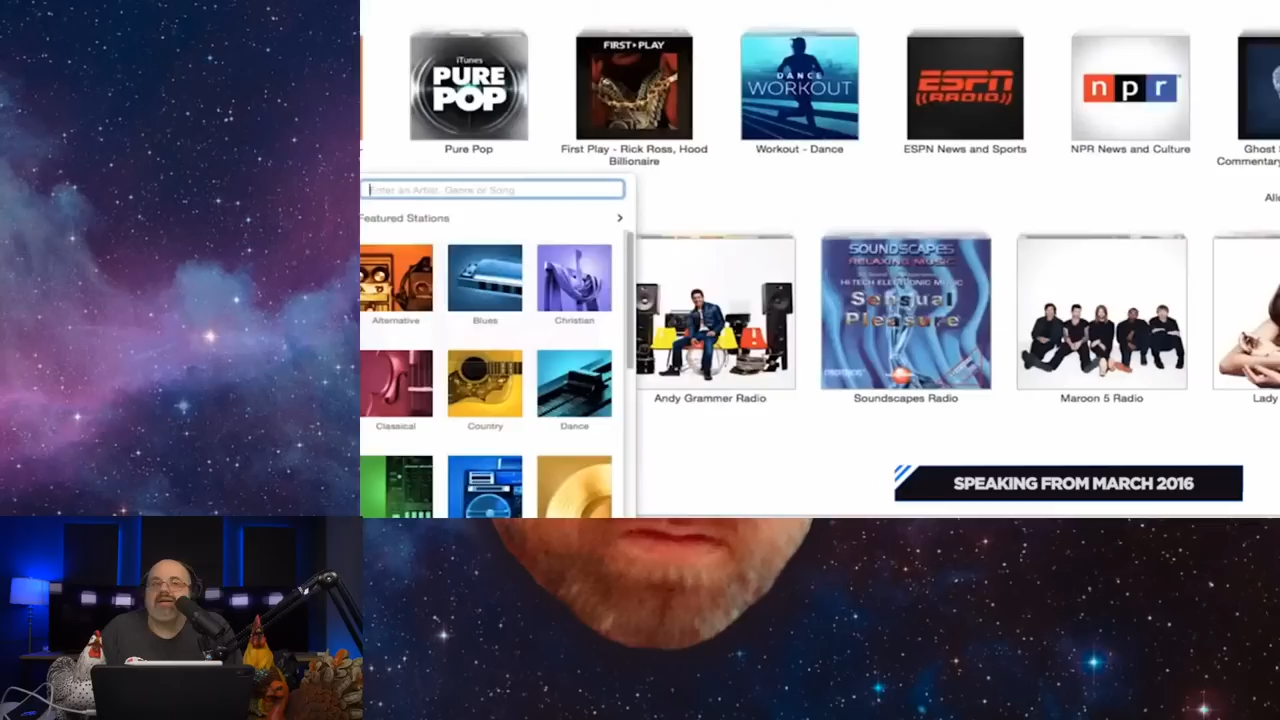 iTunes
PURE
POP
FIRST PLAY
DANCE
WORKOUT
ESPN
RADIO
npr
Pure Pop
First Play - Rick Ross, Hood
Billionaire
Workout - Dance
ESPN News and Sports
NPR News and Culture
Ghost
Commentary
Enter an Artist, Genre or Song
Featured Stations
Alternative
Blues
Christian
Classical
Country
Dance
SOUNDSCAPES
RELAXING MUSIC
HI-TECH ELECTRONIC MUSIC
Sensual
Pleasure
Andy Grammer Radio
Soundscapes Radio
Maroon 5 Radio
Lady
SPEAKING FROM MARCH 2016